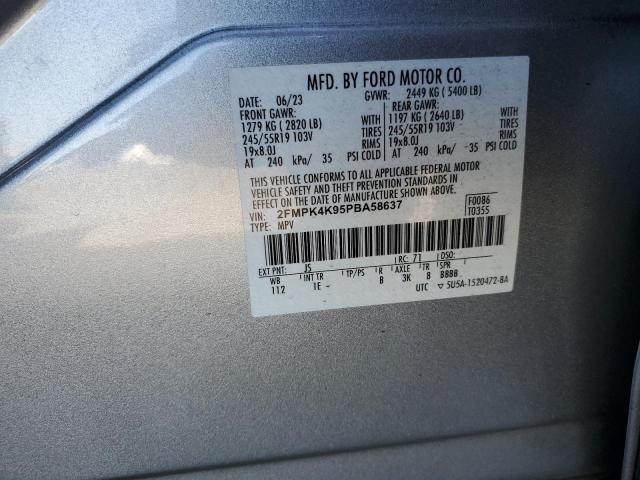 MFD. BY FORD MOTOR CO.
DATE: 06/23 GVWR: 2449 KG ( 5400 LB)
FRONT GAWR: REAR GAWR:
1279 KG ( 2820 LB) WITH 1197 KG ( 2640 LB) WITH
245/55R19 103V TIRES 245/55R19 103V TIRES
19x8.0J RIMS 19x8.0J RIMS
AT 240 kPa/ 35 PSI COLD AT 240 kPa/ 35 PSI COLD
THIS VEHICLE CONFORMS TO ALL APPLICABLE FEDERAL MOTOR
VEHICLE SAFETY AND THEFT PREVENTION STANDARDS IN
EFFECT ON THE DATE OF MANUFACTURE SHOWN ABOVE.
VIN: 2FMPK4K95PBA58637 F0086
TYPE: MPV T0355
EXT PNT: JS RC: 71 DSO:
WB INT TR TP/PS R AXLE TR SPR
112 1E- B 3K 8 BBBB
UTC ▽ 5U5A-1520472-BA